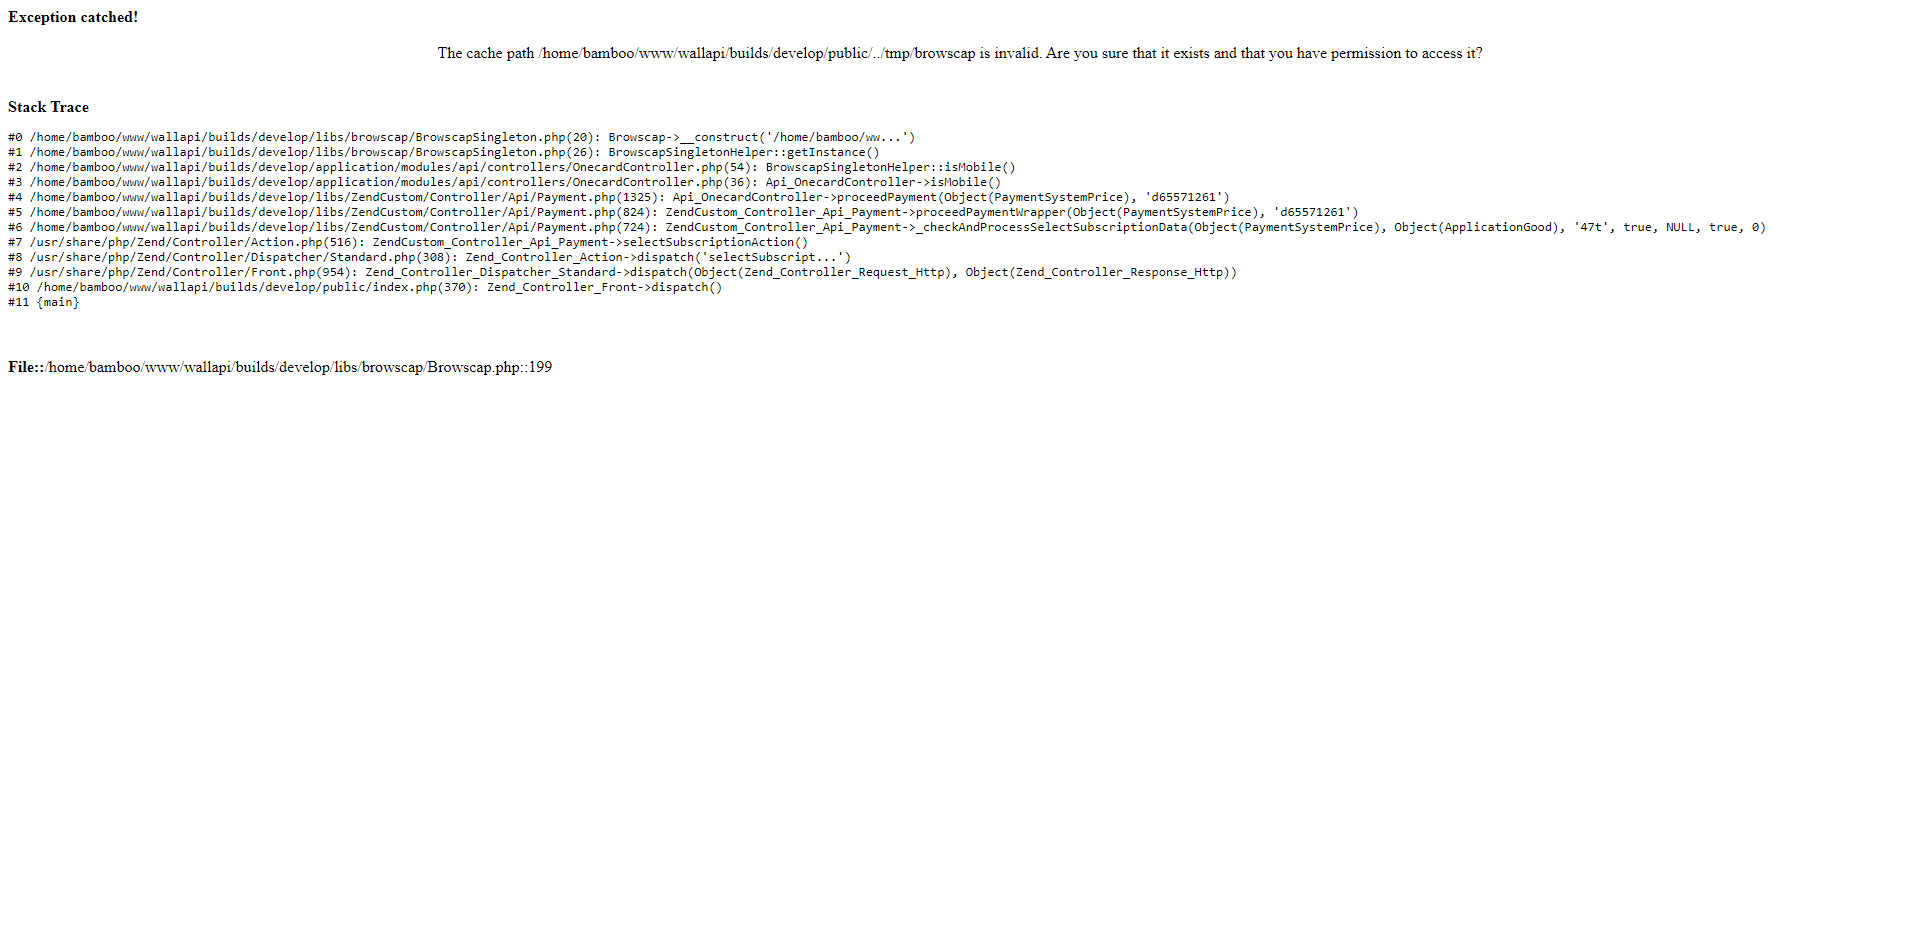 Exception catched!
The cache path /home/bamboo/www/wallapi/builds/develop/public/../tmp/browscap is invalid. Are you sure that it exists and that you have permission to access it?
Stack Trace
#0 /home/bamboo/www/wallapi/builds/develop/libs/browscap/BrowscapSingleton.php(20): Browscap->__construct('/home/bamboo/ww...')
#1 /home/bamboo/www/wallapi/builds/develop/libs/browscap/BrowscapSingleton.php(26): BrowscapSingletonHelper::getInstance()
#2 /home/bamboo/www/wallapi/builds/develop/application/modules/api/controllers/OnecardController.php(54): BrowscapSingletonHelper::isMobile()
#3 /home/bamboo/www/wallapi/builds/develop/application/modules/api/controllers/OnecardController.php(36): Api_OnecardController->isMobile()
#4 /home/bamboo/www/wallapi/builds/develop/libs/ZendCustom/Controller/Api/Payment.php(1325): Api_OnecardController->proceedPayment(Object(PaymentSystemPrice), 'd65571261')
#5 /home/bamboo/www/wallapi/builds/develop/libs/ZendCustom/Controller/Api/Payment.php(824): ZendCustom_Controller_Api_Payment->proceedPaymentWrapper(Object(PaymentSystemPrice), 'd65571261')
#6 /home/bamboo/www/wallapi/builds/develop/libs/ZendCustom/Controller/Api/Payment.php(724): ZendCustom_Controller_Api_Payment->_checkAndProcessSelectSubscriptionData(Object(PaymentSystemPrice), Object(ApplicationGood), '47t', true, NULL, true, 0)
#7 /usr/share/php/Zend/Controller/Action.php(516): ZendCustom_Controller_Api_Payment->selectSubscriptionAction()
#8 /usr/share/php/Zend/Controller/Dispatcher/Standard.php(308): Zend_Controller_Action->dispatch('selectSubscript...')
#9 /usr/share/php/Zend/Controller/Front.php(954): Zend_Controller_Dispatcher_Standard->dispatch(Object(Zend_Controller_Request_Http), Object(Zend_Controller_Response_Http))
#10 /home/bamboo/www/wallapi/builds/develop/public/index.php(370): Zend_Controller_Front->dispatch()
#11 {main}
File::/home/bamboo/www/wallapi/builds/develop/libs/browscap/Browscap.php::199